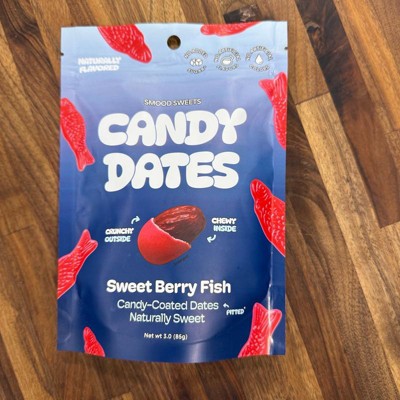 NATURALLY
FLAVORED
SMOOD SWEETS
CANDY
DATES
CRUNCHY
OUTSIDE
CHEWY
INSIDE
Sweet Berry Fish
Candy-Coated Dates
PITTED
Naturally Sweet
Net wt 3.0 (85g)